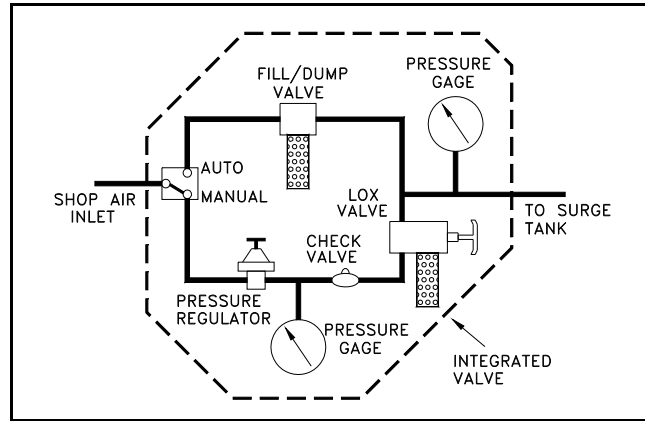 PRESSURE
GAGE
FILL/DUMP
VALVE
AUTO
MANUAL
SHOP AIR
INLET
LOX
VALVE
TO SURGE
TANK
CHECK
VALVE
PRESSURE
REGULATOR
PRESSURE
GAGE
INTEGRATED
VALVE